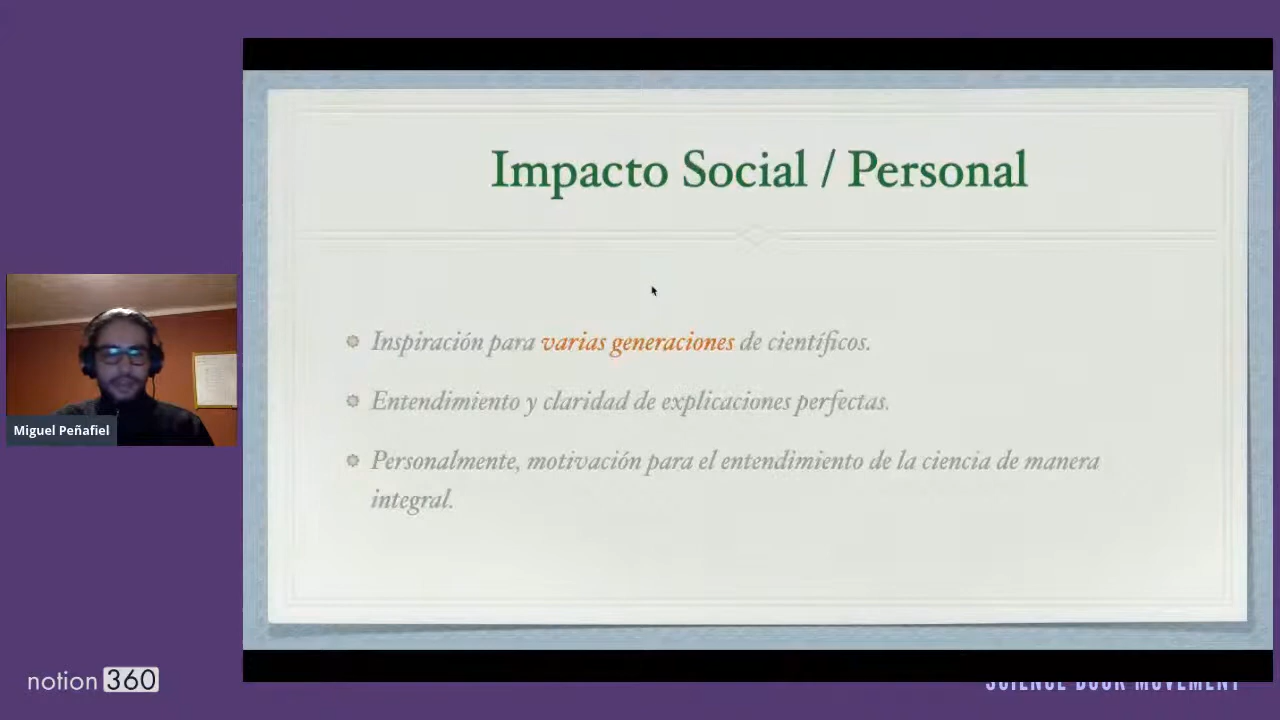 Impacto Social / Personal
Inspiración para varias generaciones de científicos.
Entendimiento y claridad de explicaciones perfectas.
Personalmente, motivación para el entendimiento de la ciencia de manera
integral.
Miguel Peñafiel
notion 360
SCIENCE BOOK MOVEMENT